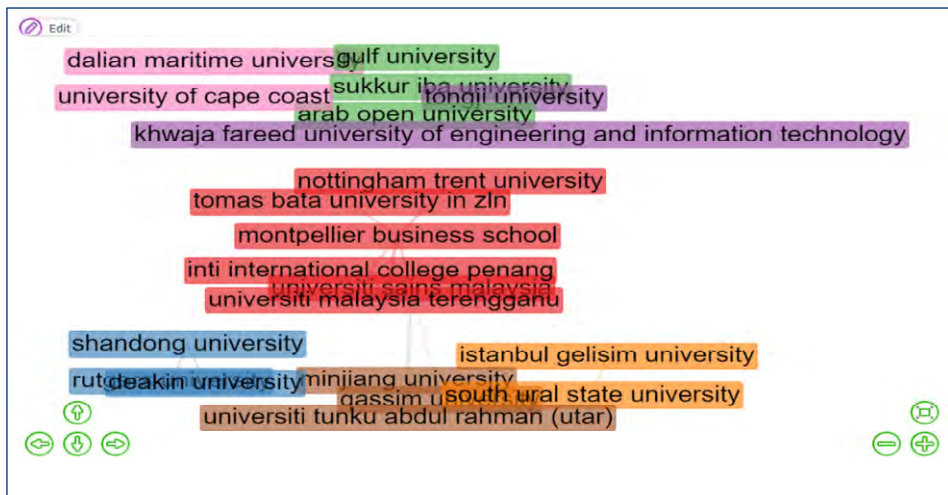 Edit
dalian maritime university
gulf university
sukkur iba university
university of cape coast
tongji university
arab open university
khwaja fareed university of engineering and information technology
nottingham trent university
tomas bata university in zln
montpellier business school
inti international college penang
universiti sains malaysia
universiti malaysia terengganu
shandong university
istanbul gelisim university
deakin university
minjiang university
south ural state university
universiti tunku abdul rahman (utar)